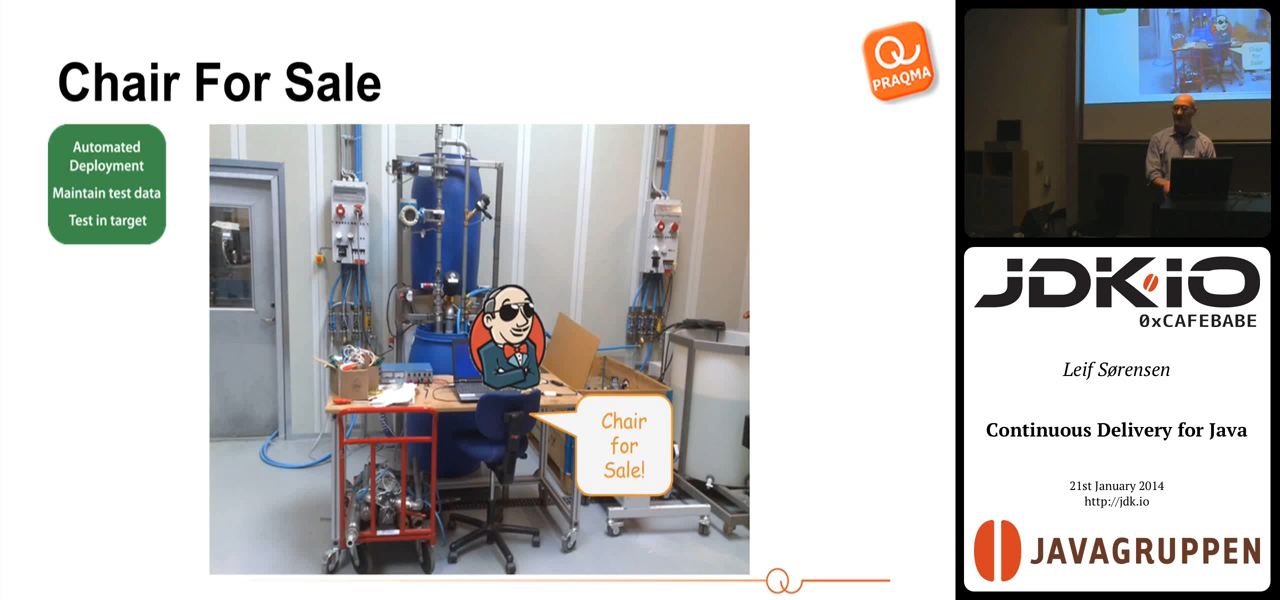 Chair For Sale
PRAQMA
Automated
Deployment
Maintain test data
Test in target
Chair
for
Sale!
JDK.IO
0xCAFEBABE
Leif Sørensen
Continuous Delivery for Java
21st January 2014
http://jdk.io
JAVAGRUPPEN